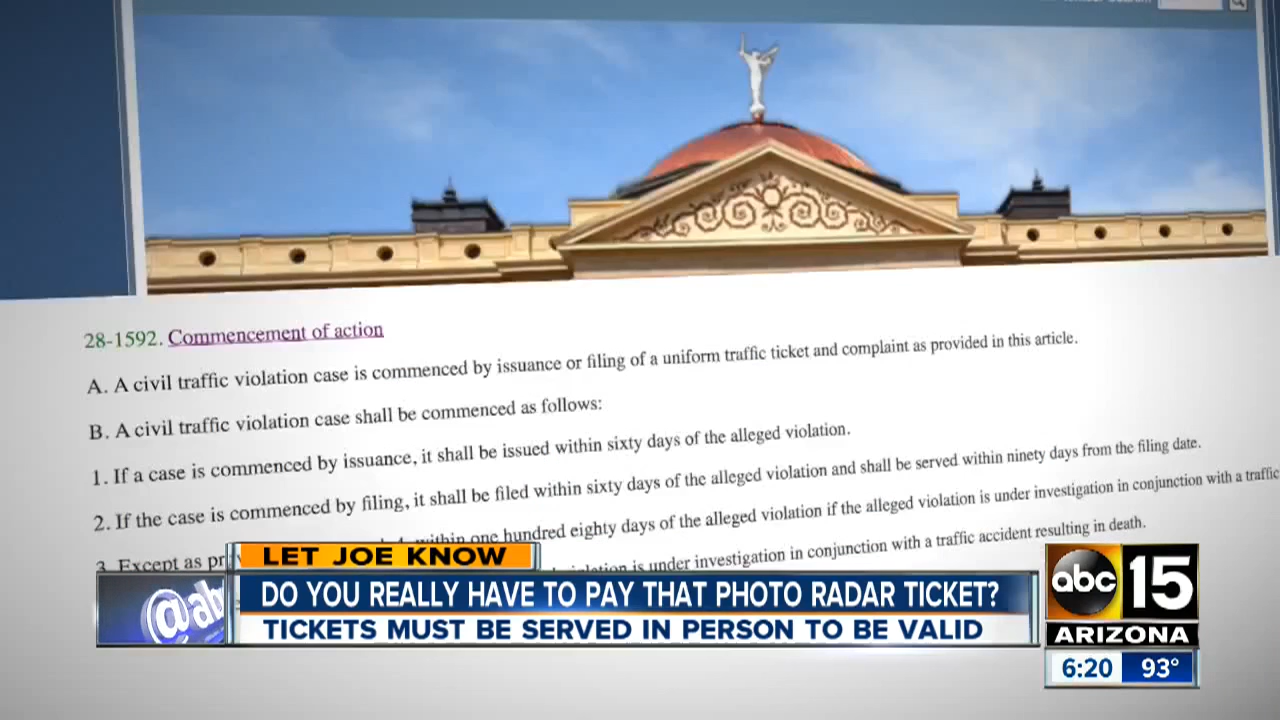 28-1592. Commencement of action
A. A civil traffic violation case is commenced by issuance or filing of a uniform traffic ticket and complaint as provided in this article.
B. A civil traffic violation case shall be commenced as follows:
1. If a case is commenced by issuance, it shall be issued within sixty days of the alleged violation.
2. If the case is commenced by filing, it shall be filed within sixty days of the alleged violation and shall be served within ninety days from the filing date.
3. Except as within one hundred eighty days of the alleged violation if the alleged violation is under investigation in conjunction with a traffic
is under investigation in conjunction with a traffic accident resulting in death.
LET JOE KNOW
@ab
DO YOU REALLY HAVE TO PAY THAT PHOTO RADAR TICKET?
TICKETS MUST BE SERVED IN PERSON TO BE VALID
abc 15
ARIZONA
6:20 93°